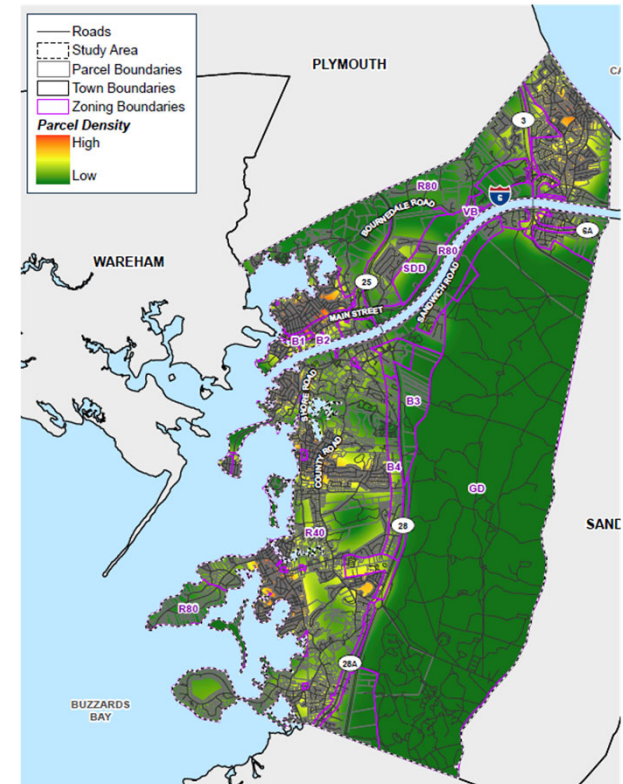 Roads
Study Area
Parcel Boundaries
Town Boundaries
Zoning Boundaries
Parcel Density
High
Low
PLYMOUTH
CA
3
R80
6
BOURNEDALE ROAD
VB
6A
R80
WAREHAM
SDD
25
SANDWICH ROAD
MAIN STREET
B1
B2
SHORE ROAD
B3
COUNTY ROAD
B4
GD
28
SAND
R40
R80
28A
BUZZARDS
BAY